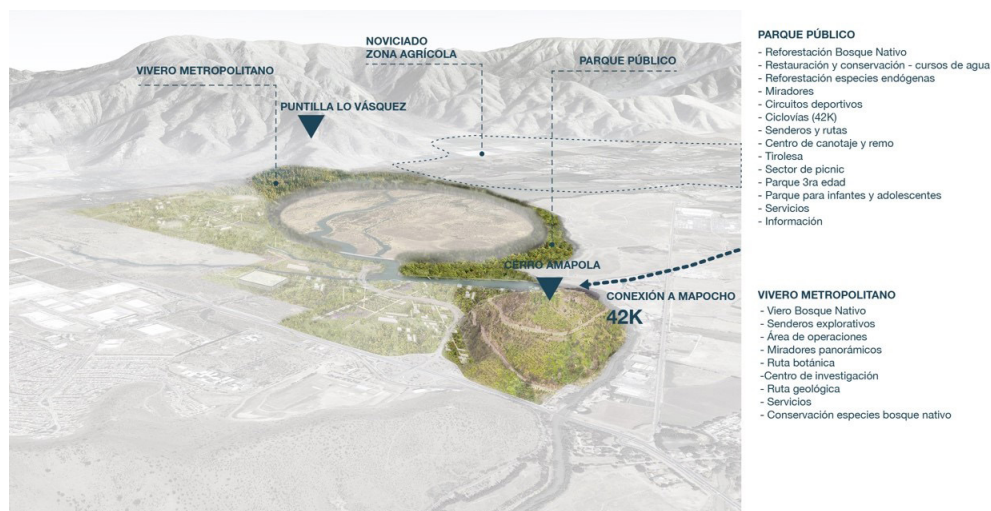 NOVICIADO
ZONA AGRÍCOLA
VIVERO METROPOLITANO
PARQUE PÚBLICO
PUNTILLA LO VÁSQUEZ
CERRO AMAPOLA
CONEXIÓN A MAPOCHO
42K
PARQUE PÚBLICO
- Reforestación Bosque Nativo
- Restauración y conservación - cursos de agua
- Reforestación especies endógenas
- Miradores
- Circuitos deportivos
- Ciclovías (42K)
- Senderos y rutas
- Centro de canotaje y remo
- Tirolesa
- Sector de picnic
- Parque 3ra edad
- Parque para infantes y adolescentes
- Servicios
- Información
VIVERO METROPOLITANO
- Viero Bosque Nativo
- Senderos explorativos
- Área de operaciones
- Miradores panorámicos
- Ruta botánica
-Centro de investigación
- Ruta geológica
- Servicios
- Conservación especies bosque nativo